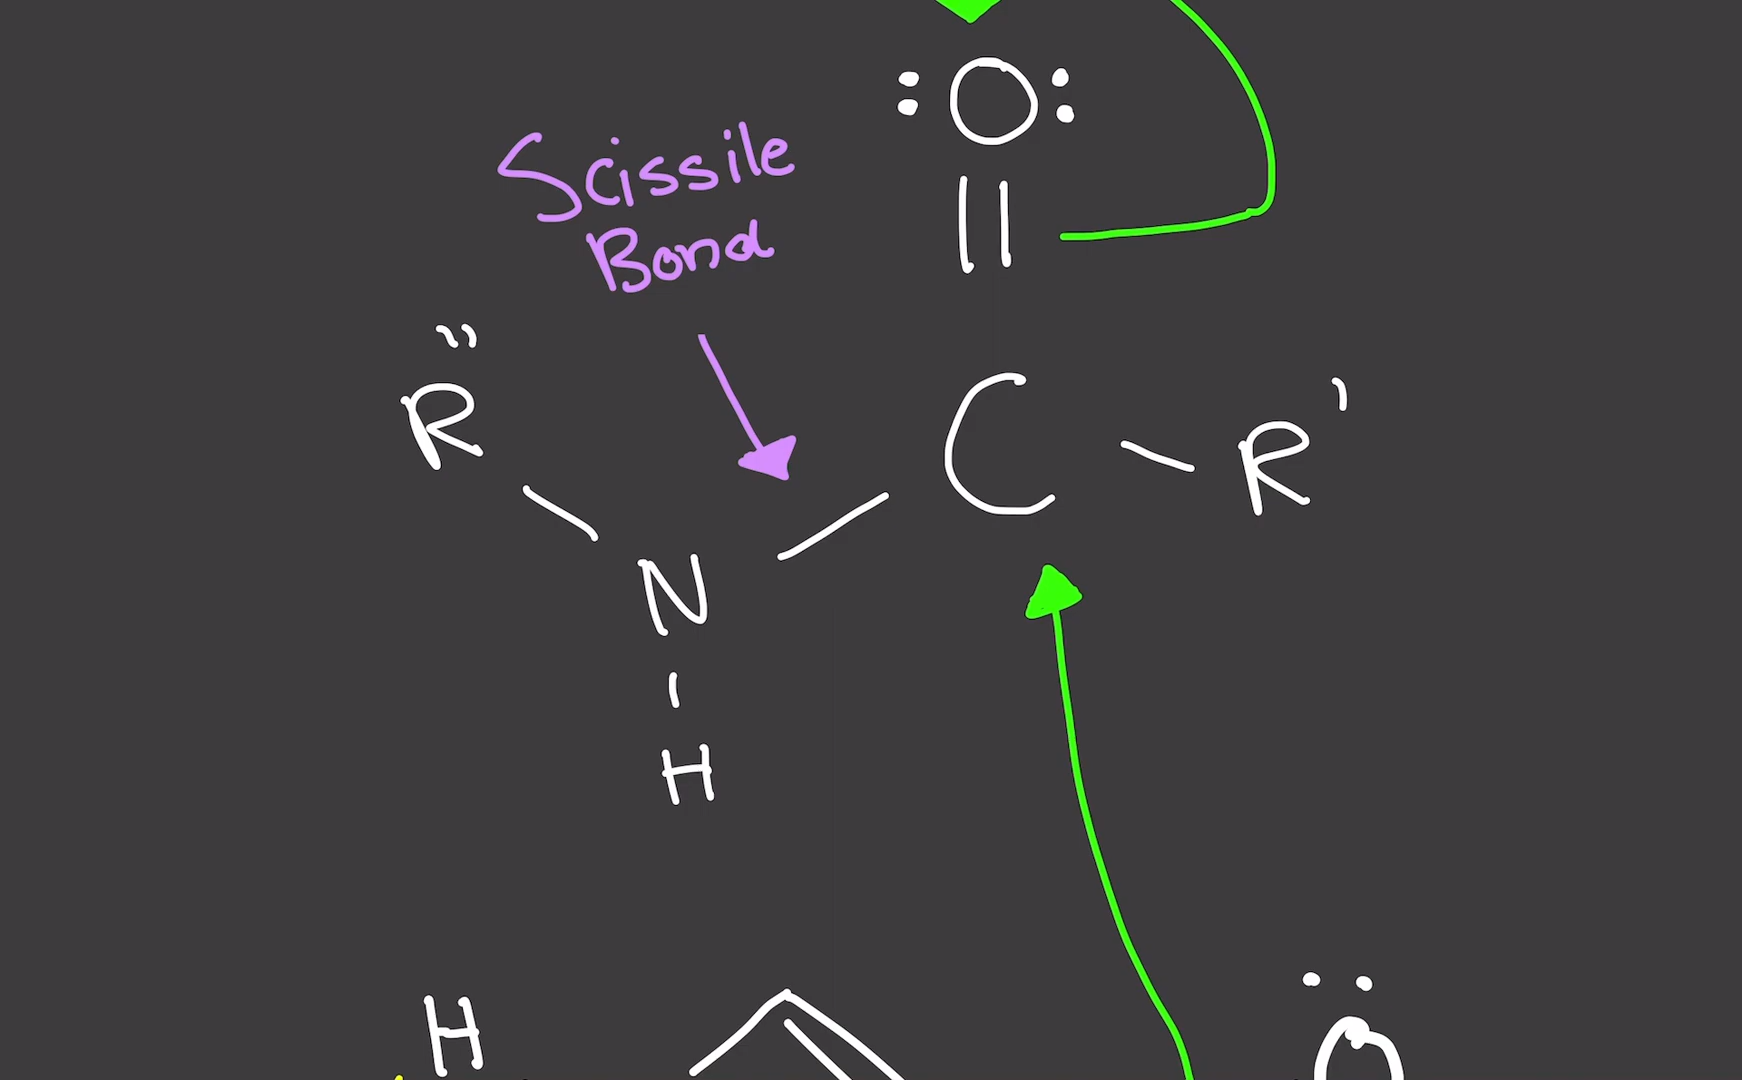 :O:
Scissile
Bond
||
R"
C - R'
N
H
H
O